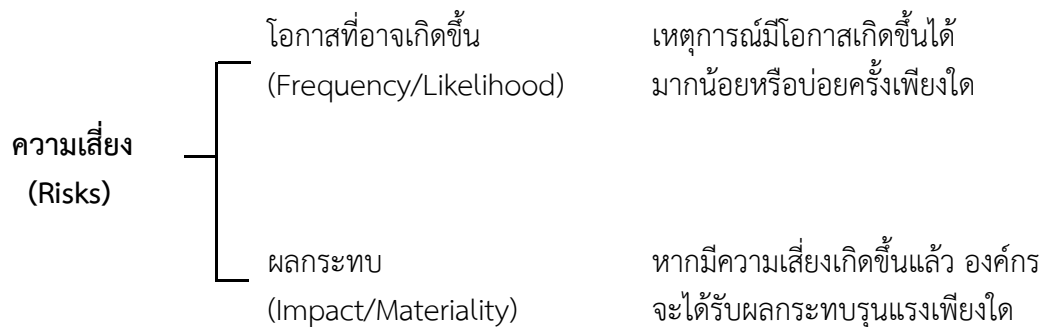 โอกาสที่อาจเกิดขึ้น
(Frequency/Likelihood)
เหตุการณ์มีโอกาสเกิดขึ้นได้
มากน้อยหรือบ่อยครั้งเพียงใด
ความเสี่ยง
(Risks)
ผลกระทบ
(Impact/Materiality)
หากมีความเสี่ยงเกิดขึ้นแล้ว องค์กร
จะได้รับผลกระทบรุนแรงเพียงใด